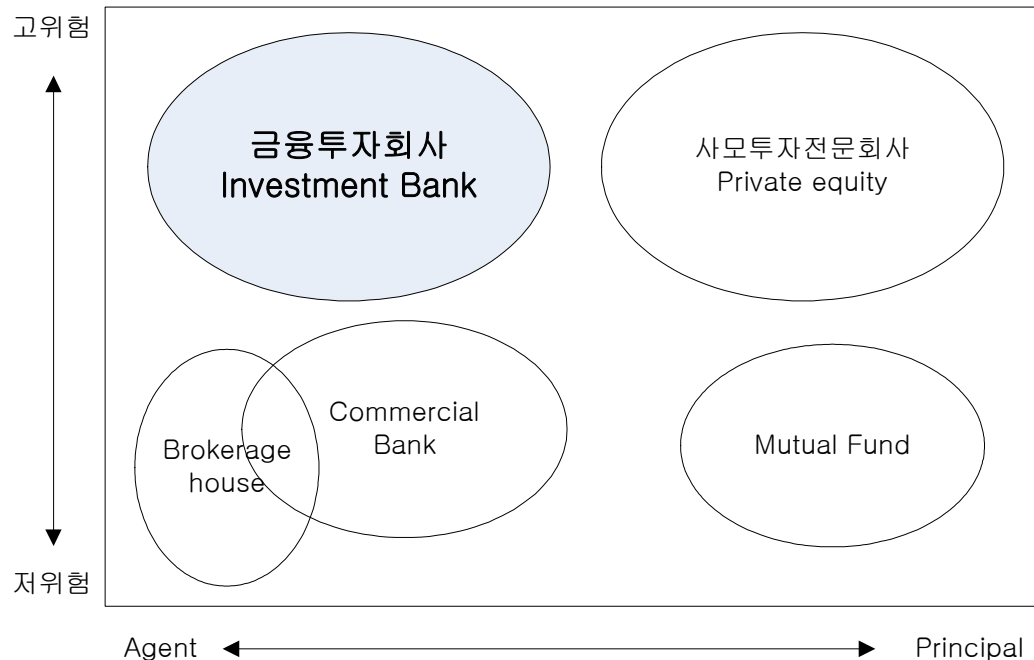 고위험
금융투자회사
Investment Bank
사모투자전문회사
Private equity
Commercial
Bank
Brokerage
house
Mutual Fund
저위험
Agent
Principal